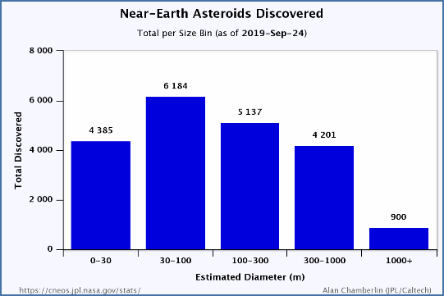 Near-Earth Asteroids Discovered
Total per Size Bin (as of 2019-Sep-24)
Total Discovered
8 000
6 000
4 000
2 000
0
4 385
6 184
5 137
4 201
900
0-30
30-100
100-300
300-1000
1000+
Estimated Diameter (m)
https://cneos.jpl.nasa.gov/stats/
Alan Chamberlin (JPL/Caltech)